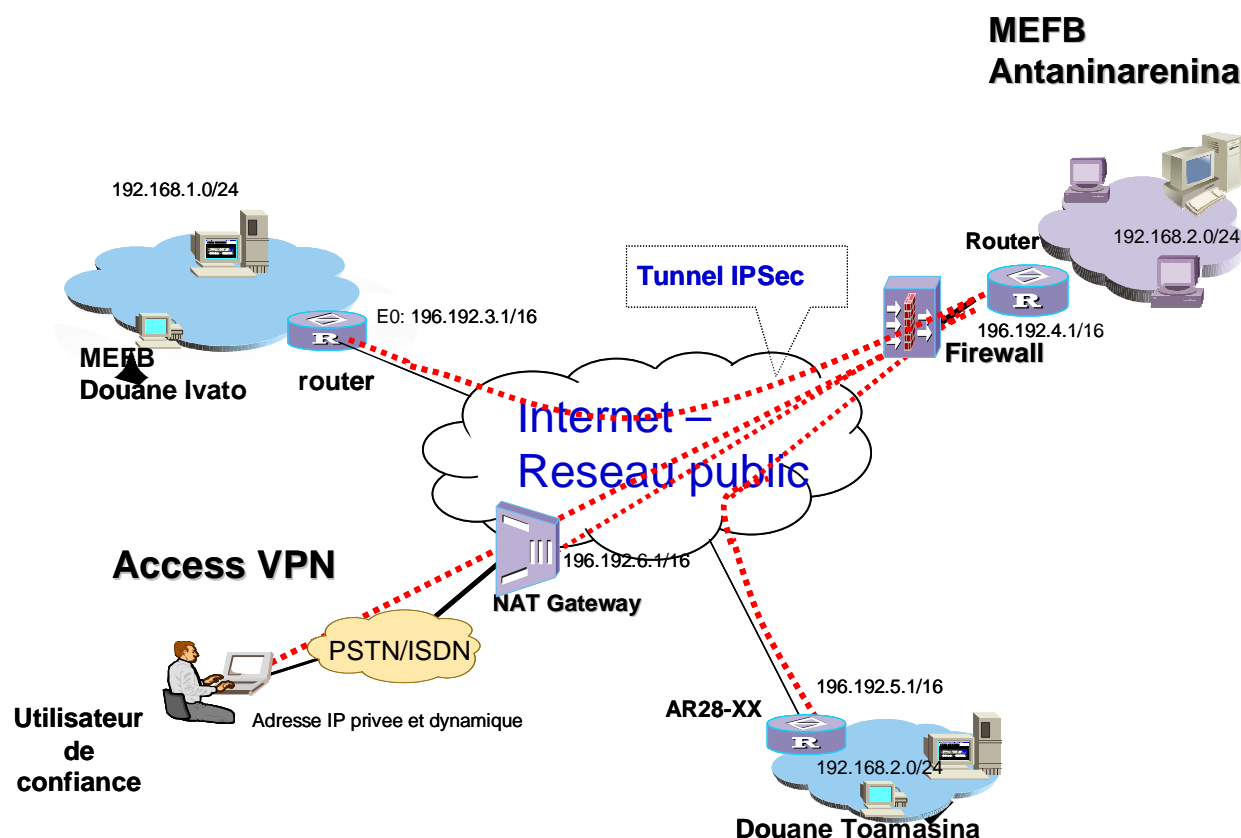 MEFB
Antaninarenina
192.168.1.0/24
Router
192.168.2.0/24
Tunnel IPSec
E0: 196.192.3.1/16
196.192.4.1/16
Firewall
MEFB
Douane Ivato
router
R
R
Internet –
Reseau public
Access VPN
196.192.6.1/16
NAT Gateway
PSTN/ISDN
196.192.5.1/16
AR28-XX
R
Utilisateur
de
confiance
Adresse IP privee et dynamique
192.168.2.0/24
Douane Toamasina